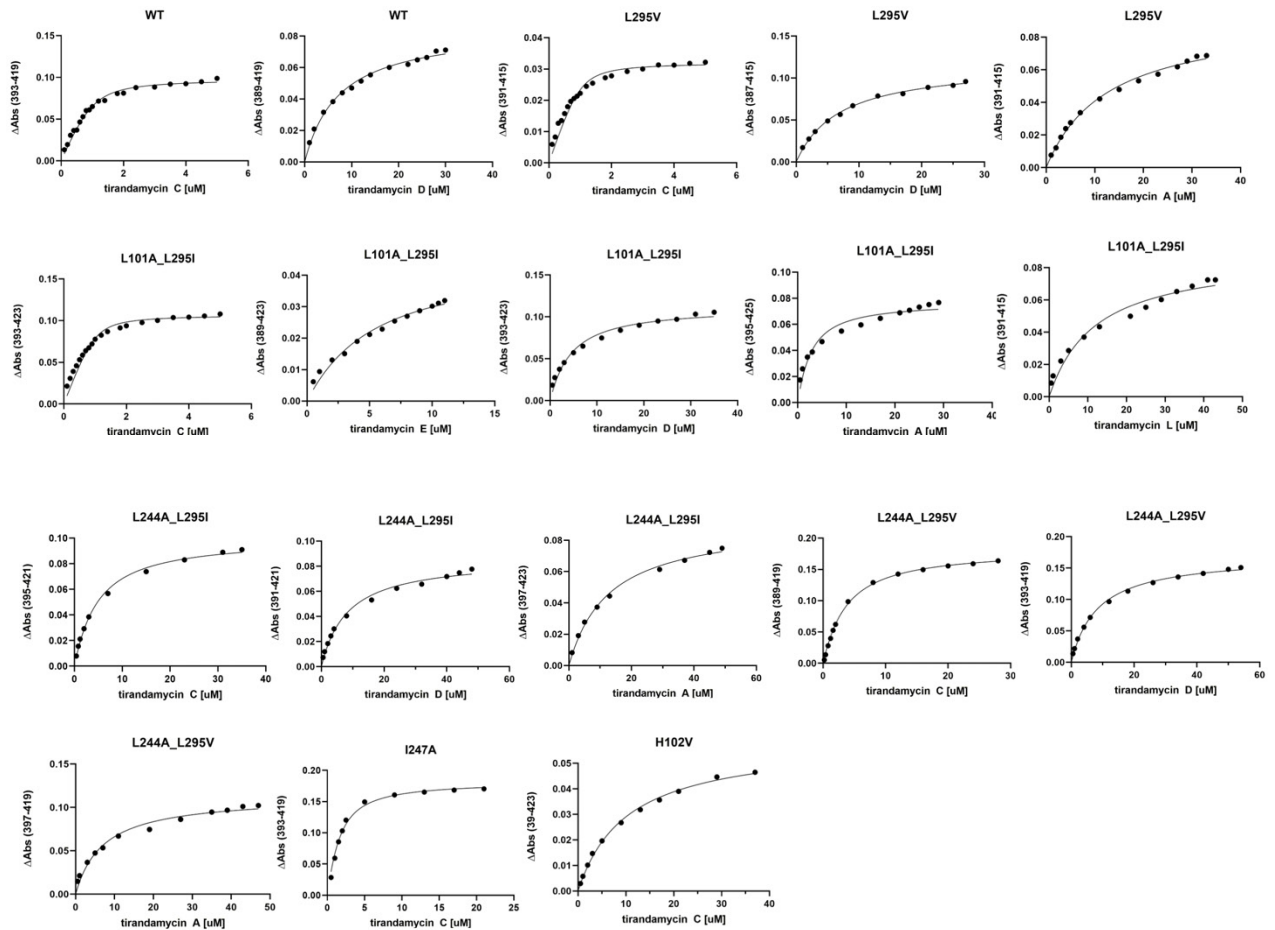 WT
ΔAbs (393-419)
0.15
0.10
0.05
0.00
0 2 4 6
tirandamycin C [uM]
WT
ΔAbs (389-419)
0.08
0.06
0.04
0.02
0.00
0 10 20 30 40
tirandamycin D [uM]
L295V
ΔAbs (391-415)
0.04
0.03
0.02
0.01
0.00
0 2 4 6
tirandamycin C [uM]
L295V
ΔAbs (387-415)
0.15
0.10
0.05
0.00
0 10 20 30
tirandamycin D [uM]
L295V
ΔAbs (391-415)
0.08
0.06
0.04
0.02
0.00
0 10 20 30 40
tirandamycin A [uM]
L101A_L295I
ΔAbs (393-423)
0.15
0.10
0.05
0.00
0 2 4 6
tirandamycin C [uM]
L101A_L295I
ΔAbs (389-423)
0.04
0.03
0.02
0.01
0.00
0 5 10 15
tirandamycin E [uM]
L101A_L295I
ΔAbs (393-423)
0.15
0.10
0.05
0.00
0 10 20 30 40
tirandamycin D [uM]
L101A_L295I
ΔAbs (395-425)
0.10
0.08
0.06
0.04
0.02
0.00
0 10 20 30 40
tirandamycin A [uM]
L101A_L295I
ΔAbs (391-415)
0.08
0.06
0.04
0.02
0.00
0 10 20 30 40 50
tirandamycin L [uM]
L244A_L295I
ΔAbs (395-421)
0.10
0.08
0.06
0.04
0.02
0.00
0 10 20 30 40
tirandamycin C [uM]
L244A_L295I
ΔAbs (391-421)
0.10
0.08
0.06
0.04
0.02
0.00
0 20 40 60
tirandamycin D [uM]
L244A_L295I
ΔAbs (397-423)
0.08
0.06
0.04
0.02
0.00
0 10 20 30 40 50
tirandamycin A [uM]
L244A_L295V
ΔAbs (389-419)
0.20
0.15
0.10
0.05
0.00
0 10 20 30
tirandamycin C [uM]
L244A_L295V
ΔAbs (393-419)
0.20
0.15
0.10
0.05
0.00
0 20 40 60
tirandamycin D [uM]
L244A_L295V
ΔAbs (397-419)
0.15
0.10
0.05
0.00
0 10 20 30 40 50
tirandamycin A [uM]
I247A
ΔAbs (393-419)
0.20
0.15
0.10
0.05
0.00
0 5 10 15 20 25
tirandamycin C [uM]
H102V
ΔAbs (39-423)
0.05
0.04
0.03
0.02
0.01
0.00
0 10 20 30 40
tirandamycin C [uM]